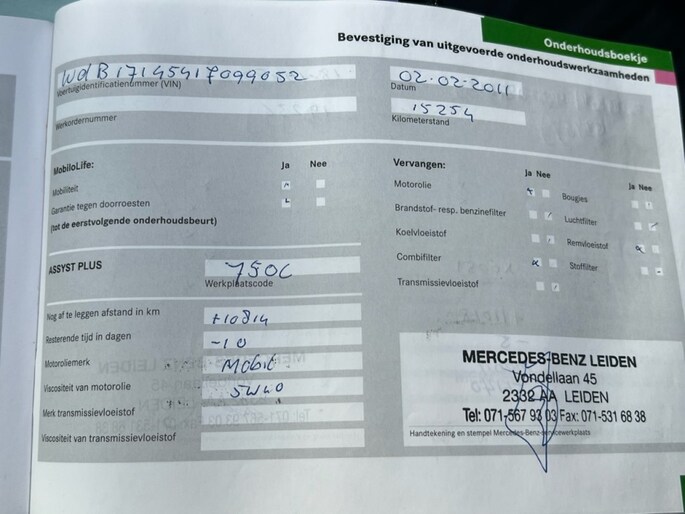 Onderhoudsboekje
Bevestiging van uitgevoerde onderhoudswerkzaamheden
WDB1714541F099052
Voertuigidentificatienummer (VIN)
02-02-2011
Datum
Werkordernummer
15254
Kilometerstand
MobiloLife: Ja Nee
Mobiliteit
Garantie tegen doorroesten
(tot de eerstvolgende onderhoudsbeurt)
Vervangen: Ja Nee Ja Nee
Motorolie Bougies
Brandstof- resp. benzinefilter Luchtfilter
Koelvloeistof Remvloeistof
Combifilter Stoffilter
Transmissievloeistof
ASSYST PLUS
750C
Werkplaatscode
Nog af te leggen afstand in km +10814
Resterende tijd in dagen -10
Motoroliemerk Mobil
Viscositeit van motorolie 5W40
Merk transmissievloeistof
Viscositeit van transmissievloeistof
MERCEDES-BENZ LEIDEN
Vondellaan 45
2332 AA LEIDEN
Tel: 071-567 93 03 Fax: 071-531 68 38
Handtekening en stempel Mercedes-Benz-servicewerkplaats